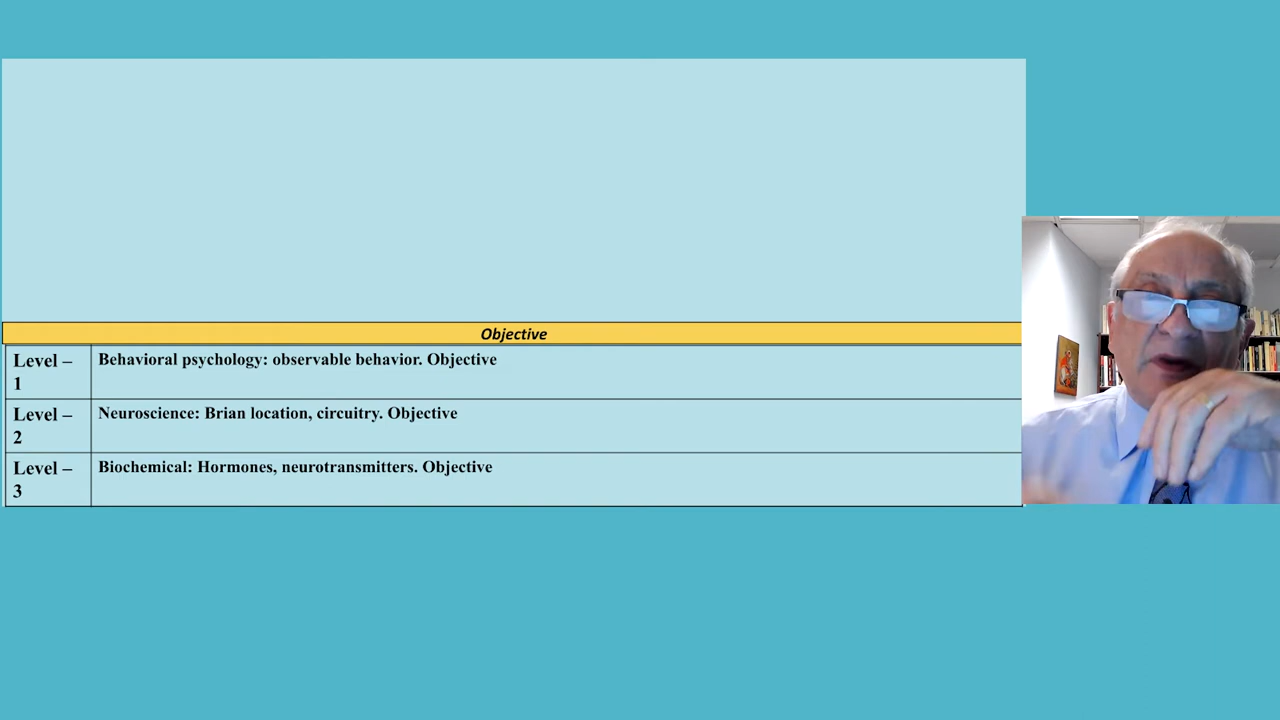 Objective
Level –
1
Behavioral psychology: observable behavior. Objective
Level –
2
Neuroscience: Brian location, circuitry. Objective
Level –
3
Biochemical: Hormones, neurotransmitters. Objective